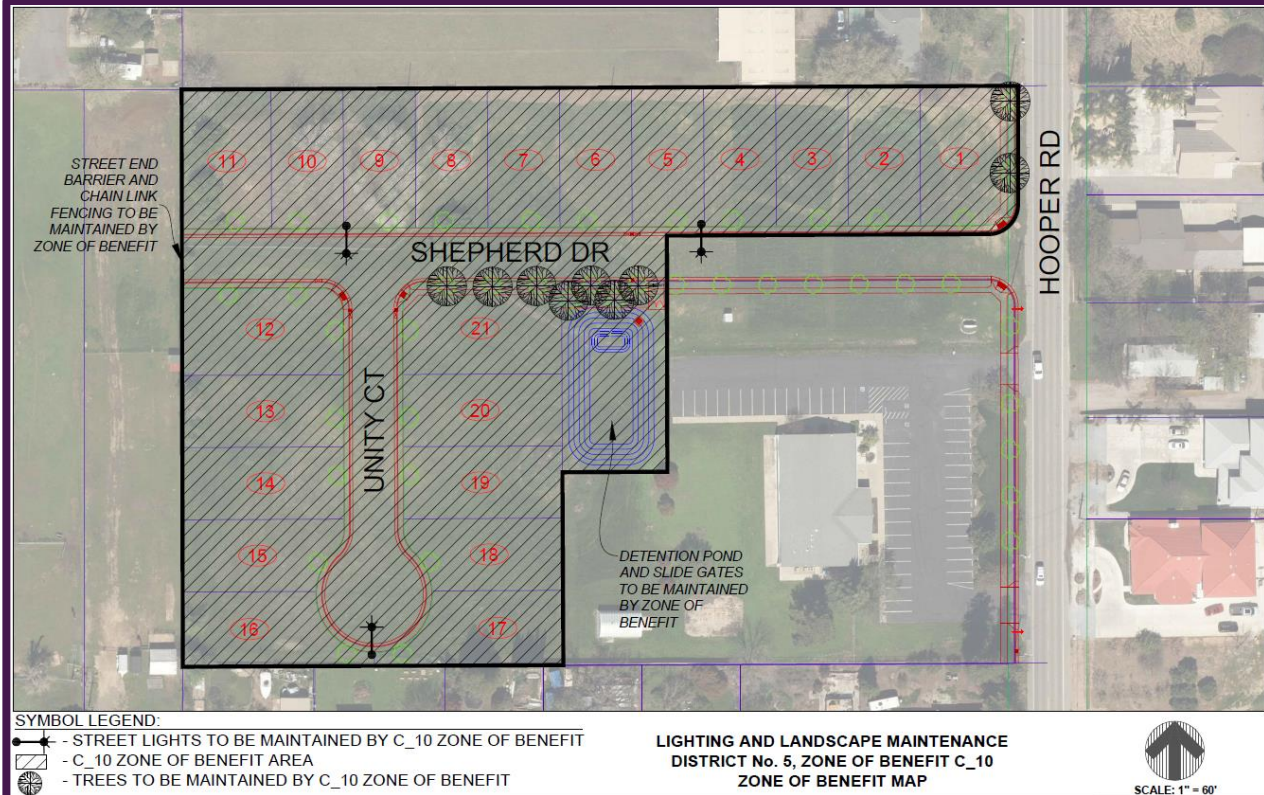 11
10
9
8
7
6
5
4
3
2
1
STREET END
BARRIER AND
CHAIN LINK
FENCING TO BE
MAINTAINED BY
ZONE OF BENEFIT
SHEPHERD DR
HOOPER RD
12
21
13
20
UNITY CT
14
19
15
18
16
17
DETENTION POND
AND SLIDE GATES
TO BE MAINTAINED
BY ZONE OF
BENEFIT
SYMBOL LEGEND:
- STREET LIGHTS TO BE MAINTAINED BY C_10 ZONE OF BENEFIT
- C_10 ZONE OF BENEFIT AREA
- TREES TO BE MAINTAINED BY C_10 ZONE OF BENEFIT
LIGHTING AND LANDSCAPE MAINTENANCE
DISTRICT No. 5, ZONE OF BENEFIT C_10
ZONE OF BENEFIT MAP
SCALE: 1" = 60'